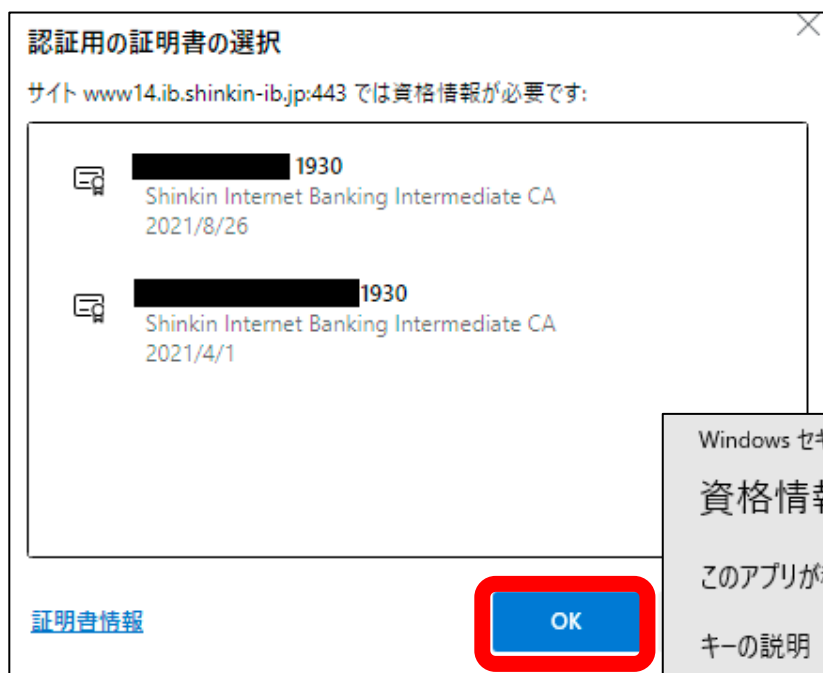 認証用の証明書の選択
サイト www14.ib.shinkin-ib.jp:443 では資格情報が必要です:
1930
Shinkin Internet Banking Intermediate CA
2021/8/26
1930
Shinkin Internet Banking Intermediate CA
2021/4/1
証明書情報
OK
Windows セキ
資格情報
このアプリが
キーの説明